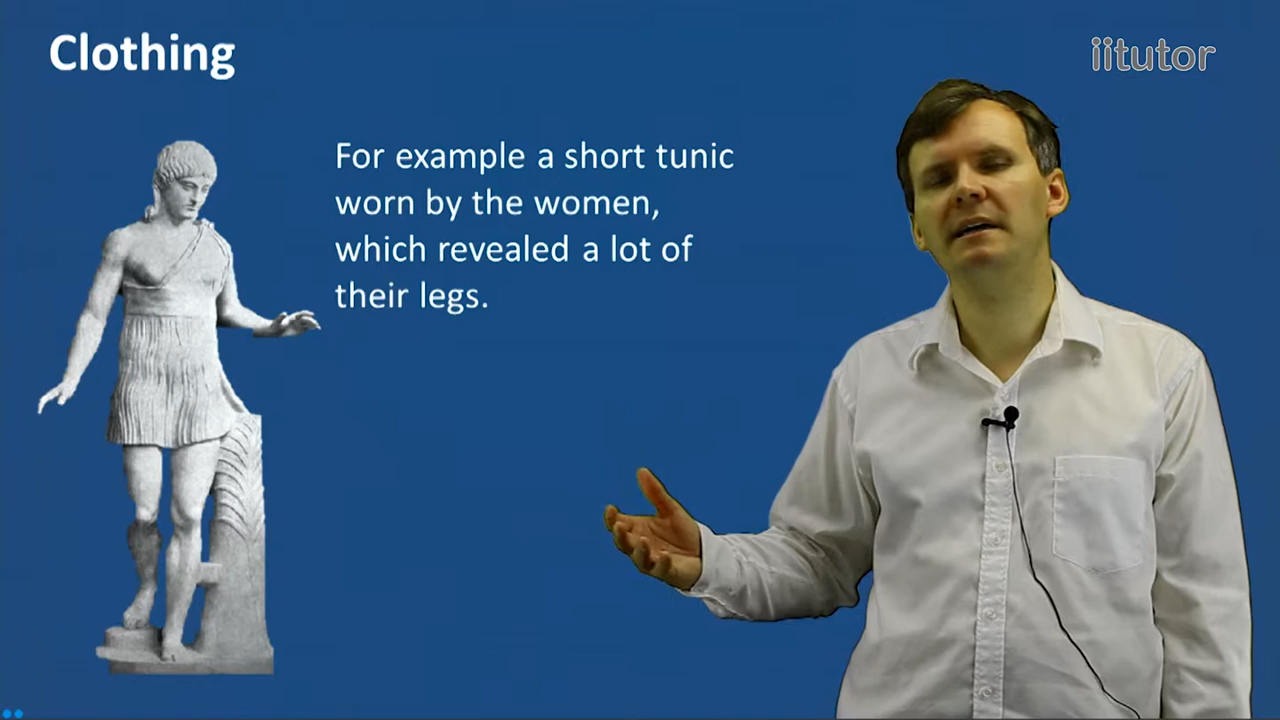 Clothing
iitutor
For example a short tunic
worn by the women,
which revealed a lot of
their legs.